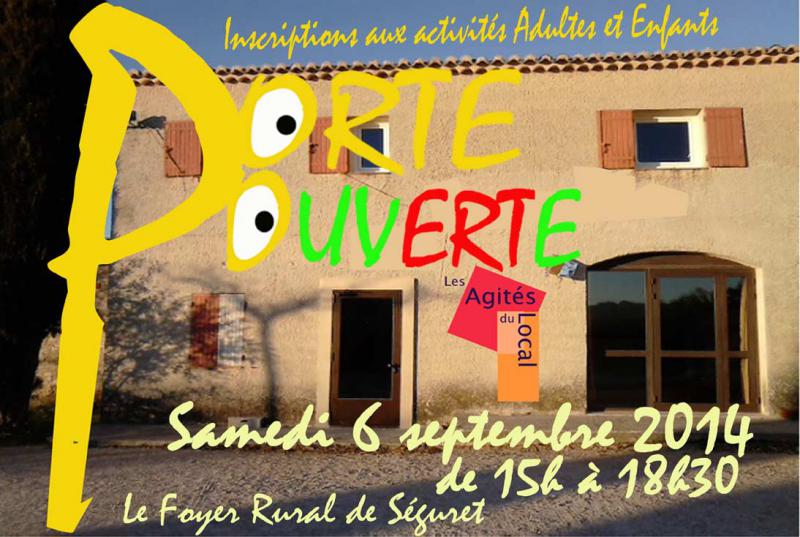 Inscriptions aux activités Adultes et Enfants
PORTE
OUVERTE
Les
Agités
du
Local
Samedi 6 septembre 2014
de 15h à 18h30
Le Foyer Rural de Séguret